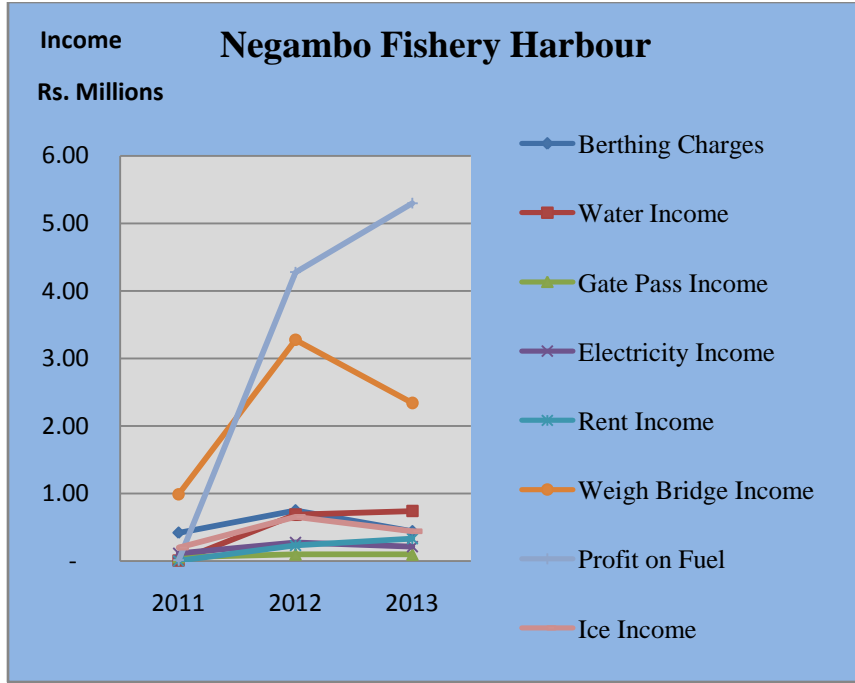 Income
Negambo Fishery Harbour
Rs. Millions
6.00
5.00
4.00
3.00
2.00
1.00
-
2011 2012 2013
Berthing Charges
Water Income
Gate Pass Income
Electricity Income
Rent Income
Weigh Bridge Income
Profit on Fuel
Ice Income